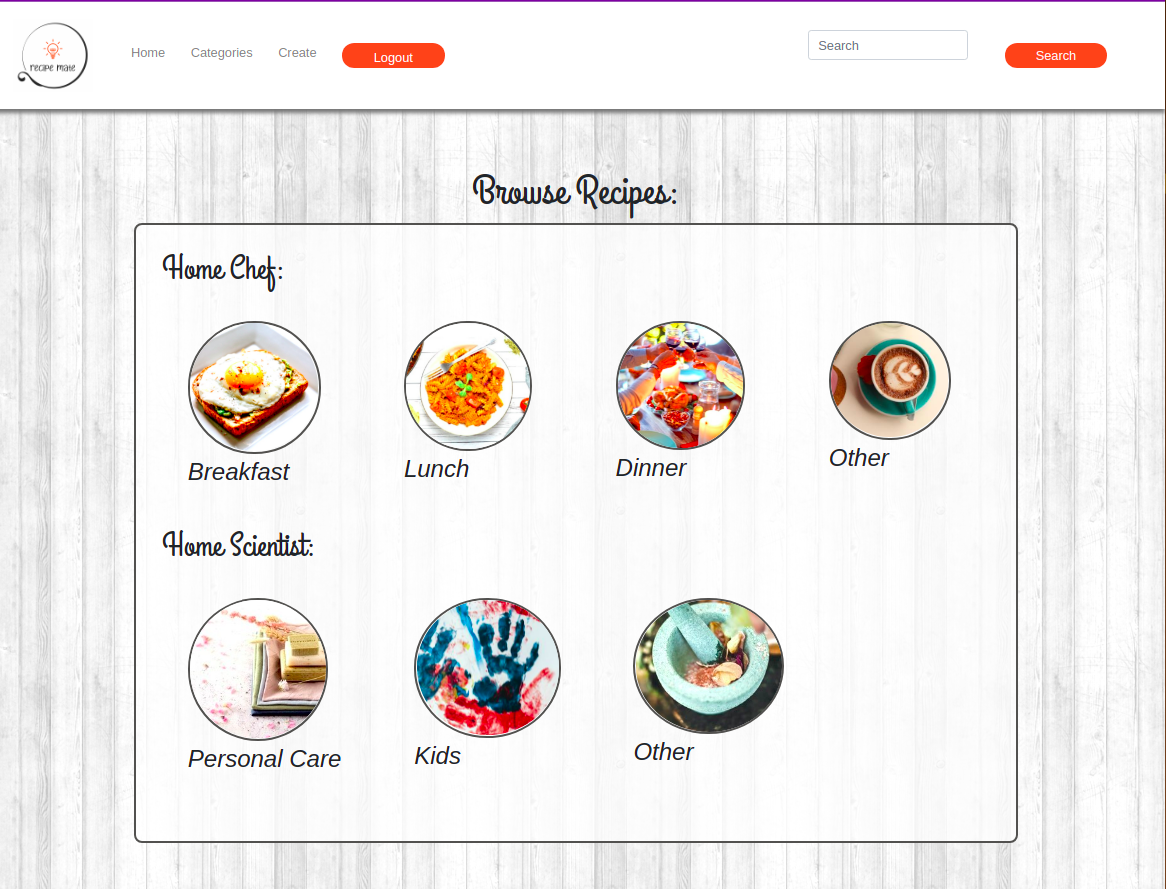 recipe mate
Home
Categories
Create
Logout
Search
Search
Browse Recipes:
Home Chef:
Breakfast
Lunch
Dinner
Other
Home Scientist:
Personal Care
Kids
Other